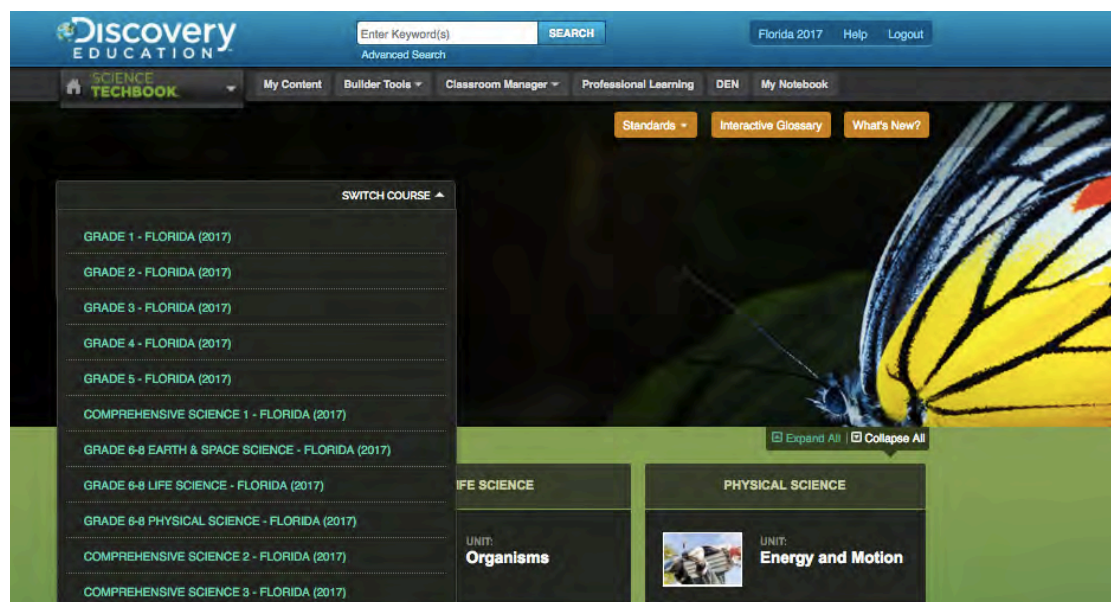 Discovery
EDUCATION
Enter Keyword(s)
SEARCH
Advanced Search
Florida 2017 Help Logout
SCIENCE
TECHBOOK
My Content Builder Tools Classroom Manager Professional Learning DEN My Notebook
Standards Interactive Glossary What's New?
SWITCH COURSE
GRADE 1 - FLORIDA (2017)
GRADE 2 - FLORIDA (2017)
GRADE 3 - FLORIDA (2017)
GRADE 4 - FLORIDA (2017)
GRADE 5 - FLORIDA (2017)
COMPREHENSIVE SCIENCE 1 - FLORIDA (2017)
GRADE 6-8 EARTH & SPACE SCIENCE - FLORIDA (2017)
GRADE 6-8 LIFE SCIENCE - FLORIDA (2017)
GRADE 6-8 PHYSICAL SCIENCE - FLORIDA (2017)
COMPREHENSIVE SCIENCE 2 - FLORIDA (2017)
COMPREHENSIVE SCIENCE 3 - FLORIDA (2017)
Expand All Collapse All
IFE SCIENCE
UNIT:
Organisms
PHYSICAL SCIENCE
UNIT:
Energy and Motion